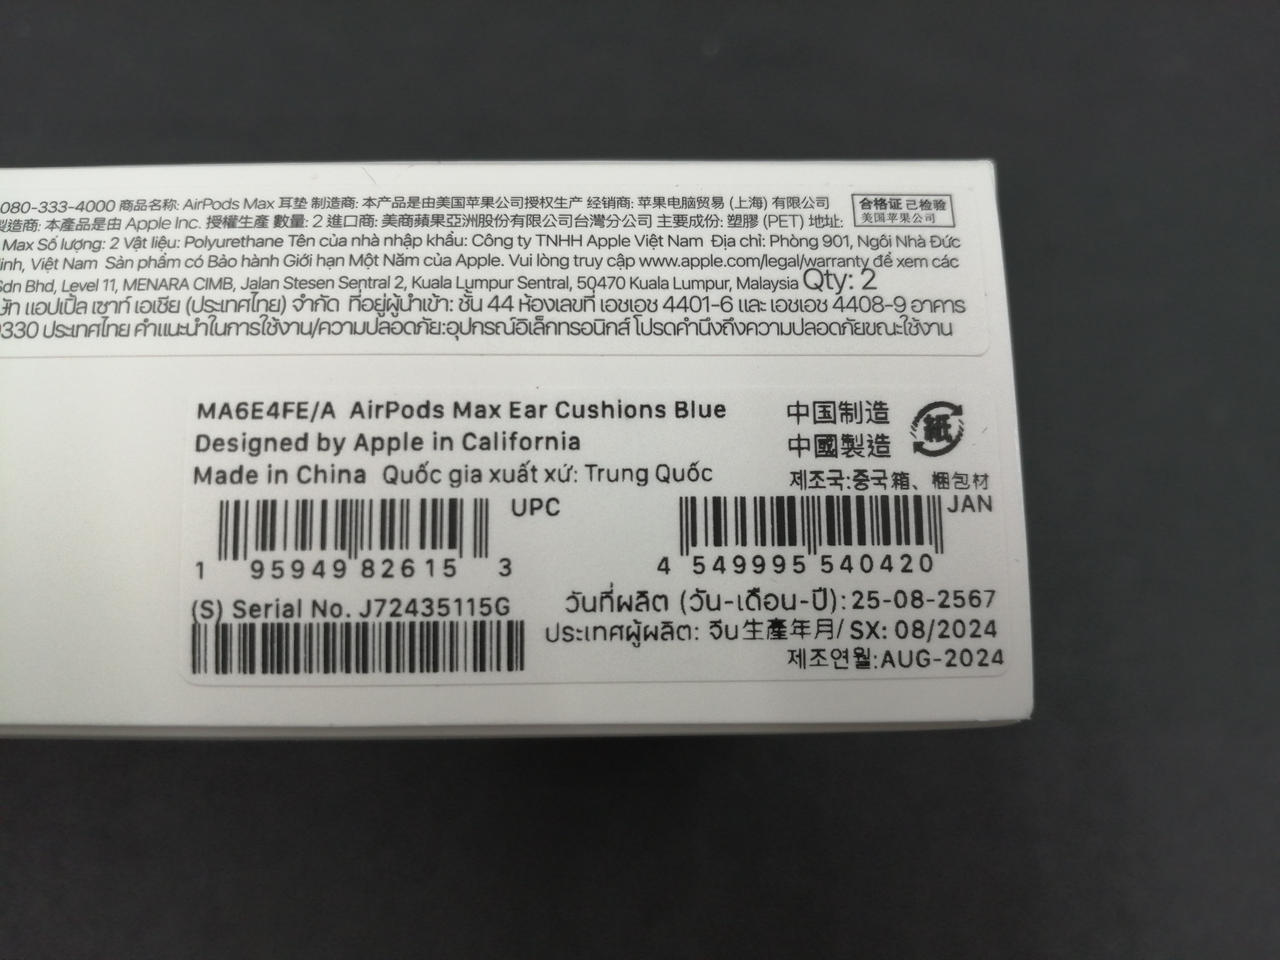 080-333-4000 商品名称: AirPods Max 耳垫 制造商: 本产品是由美国苹果公司授权生产 经销商: 苹果电脑贸易 (上海) 有限公司
合格证 已检验
美国苹果公司
製造商: 本產品是由 Apple Inc. 授權生產 數量: 2 進口商: 美商蘋果亞洲股份有限公司台灣分公司 主要成份: 塑膠 (PET) 地址:
Max Số lượng: 2 Vật liệu: Polyurethane Tên của nhà nhập khẩu: Công ty TNHH Apple Việt Nam Địa chỉ: Phòng 901, Ngôi Nhà Đức
Minh, Việt Nam Sản phẩm có Bảo hành Giới hạn Một Năm của Apple. Vui lòng truy cập www.apple.com/legal/warranty để xem các
Sdn Bhd, Level 11, MENARA CIMB, Jalan Stesen Sentral 2, Kuala Lumpur Sentral, 50470 Kuala Lumpur, Malaysia Qty: 2
ษัท แอปเปิ้ล เซาท์ เอเชีย (ประเทศไทย) จำกัด ที่อยู่ผู้นำเข้า: ชั้น 44 ห้องเลขที่ เอชเอช 4401-6 และ เอชเอช 4408-9 อาคาร
0330 ประเทศไทย คำแนะนำในการใช้งาน/ความปลอดภัย:อุปกรณ์อิเล็กทรอนิกส์ โปรดคำนึงถึงความปลอดภัยขณะใช้งาน
MA6E4FE/A AirPods Max Ear Cushions Blue
Designed by Apple in California
Made in China Quốc gia xuất xứ: Trung Quốc
中国制造
中國製造
紙
제조국:중국 箱、梱包材
UPC
1 95949 82615 3
JAN
4 549995 540420
(S) Serial No. J72435115G
วันที่ผลิต (วัน-เดือน-ปี): 25-08-2567
ประเทศผู้ผลิต: จีน 生產年月/ SX: 08/2024
제조연월:AUG-2024